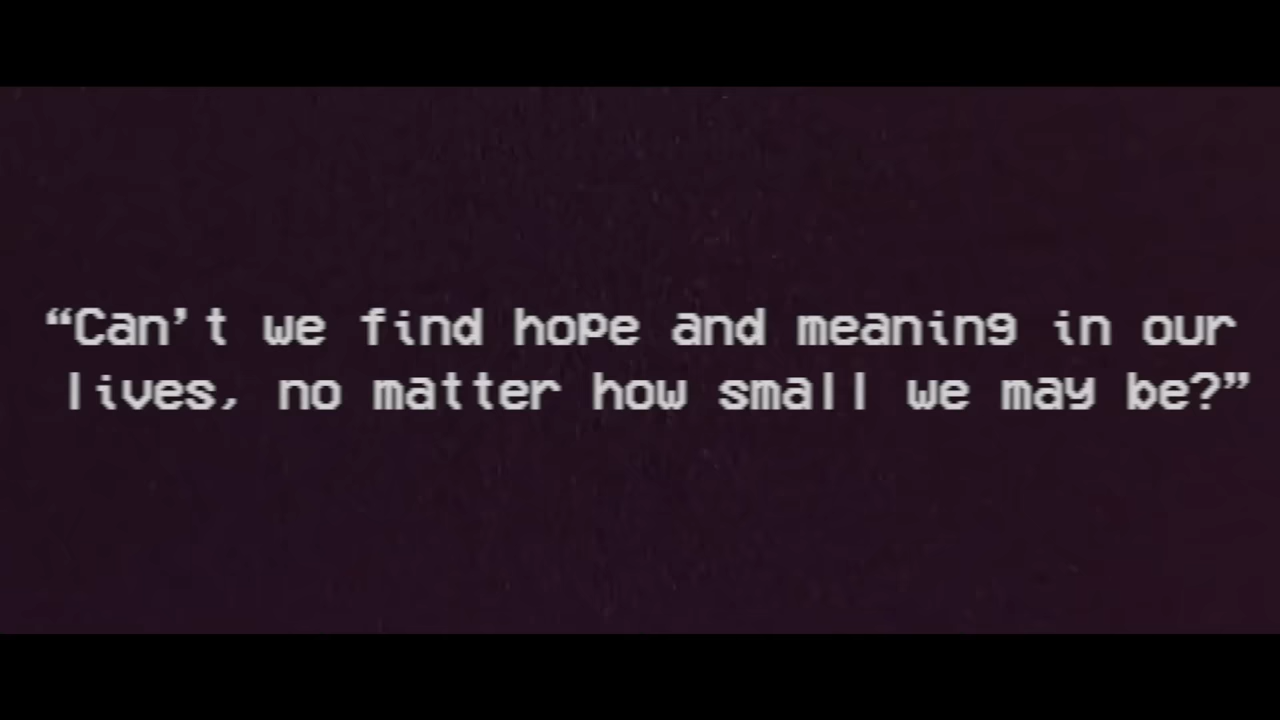 “Can’t we find hope and meaning in our
lives, no matter how small we may be?”